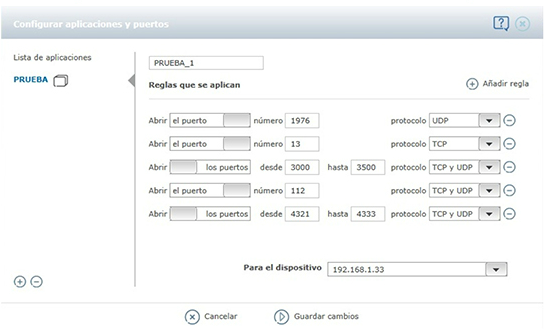 Configurar aplicaciones y puertos
Lista de aplicaciones
PRUEBA
PRUEBA_1
Reglas que se aplican
Añadir regla
Abrir el puerto número 1976 protocolo UDP
Abrir el puerto número 13 protocolo TCP
Abrir los puertos desde 3000 hasta 3500 protocolo TCP y UDP
Abrir el puerto número 112 protocolo TCP y UDP
Abrir los puertos desde 4321 hasta 4333 protocolo TCP y UDP
Para el dispositivo 192.168.1.33
Cancelar Guardar cambios